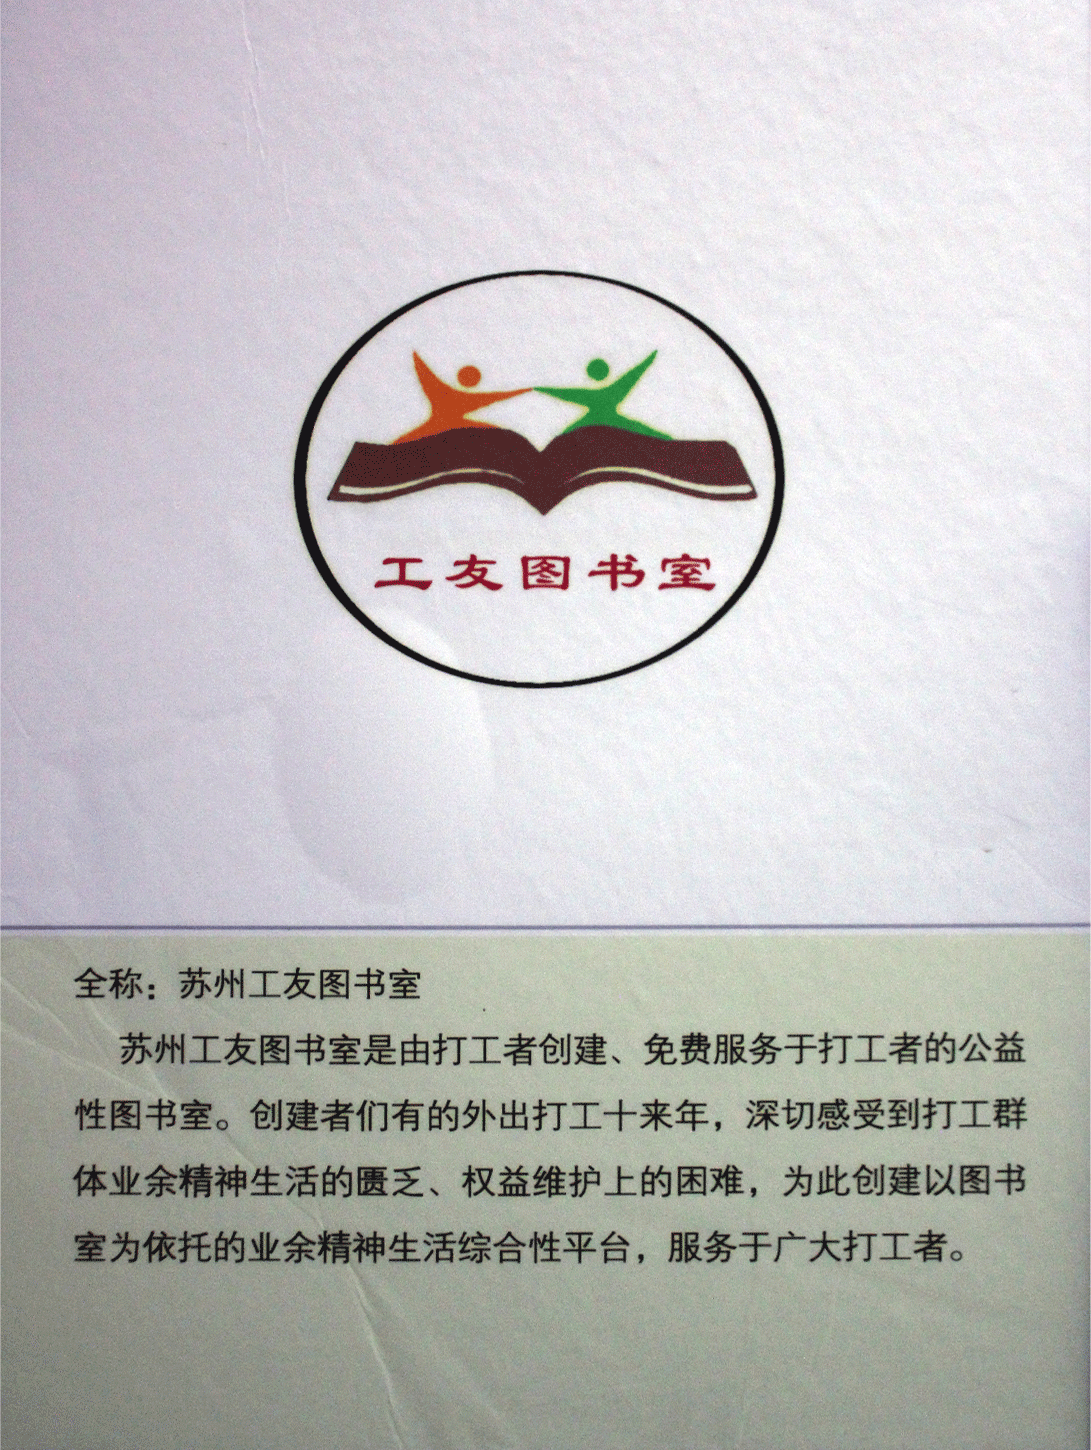 工友图书室
全称：苏州工友图书室
苏州工友图书室是由打工者创建、免费服务于打工者的公益
性图书室。创建者们有的外出打工十来年，深切感受到打工群
体业余精神生活的匮乏、权益维护上的困难，为此创建以图书
室为依托的业余精神生活综合性平台，服务于广大打工者。